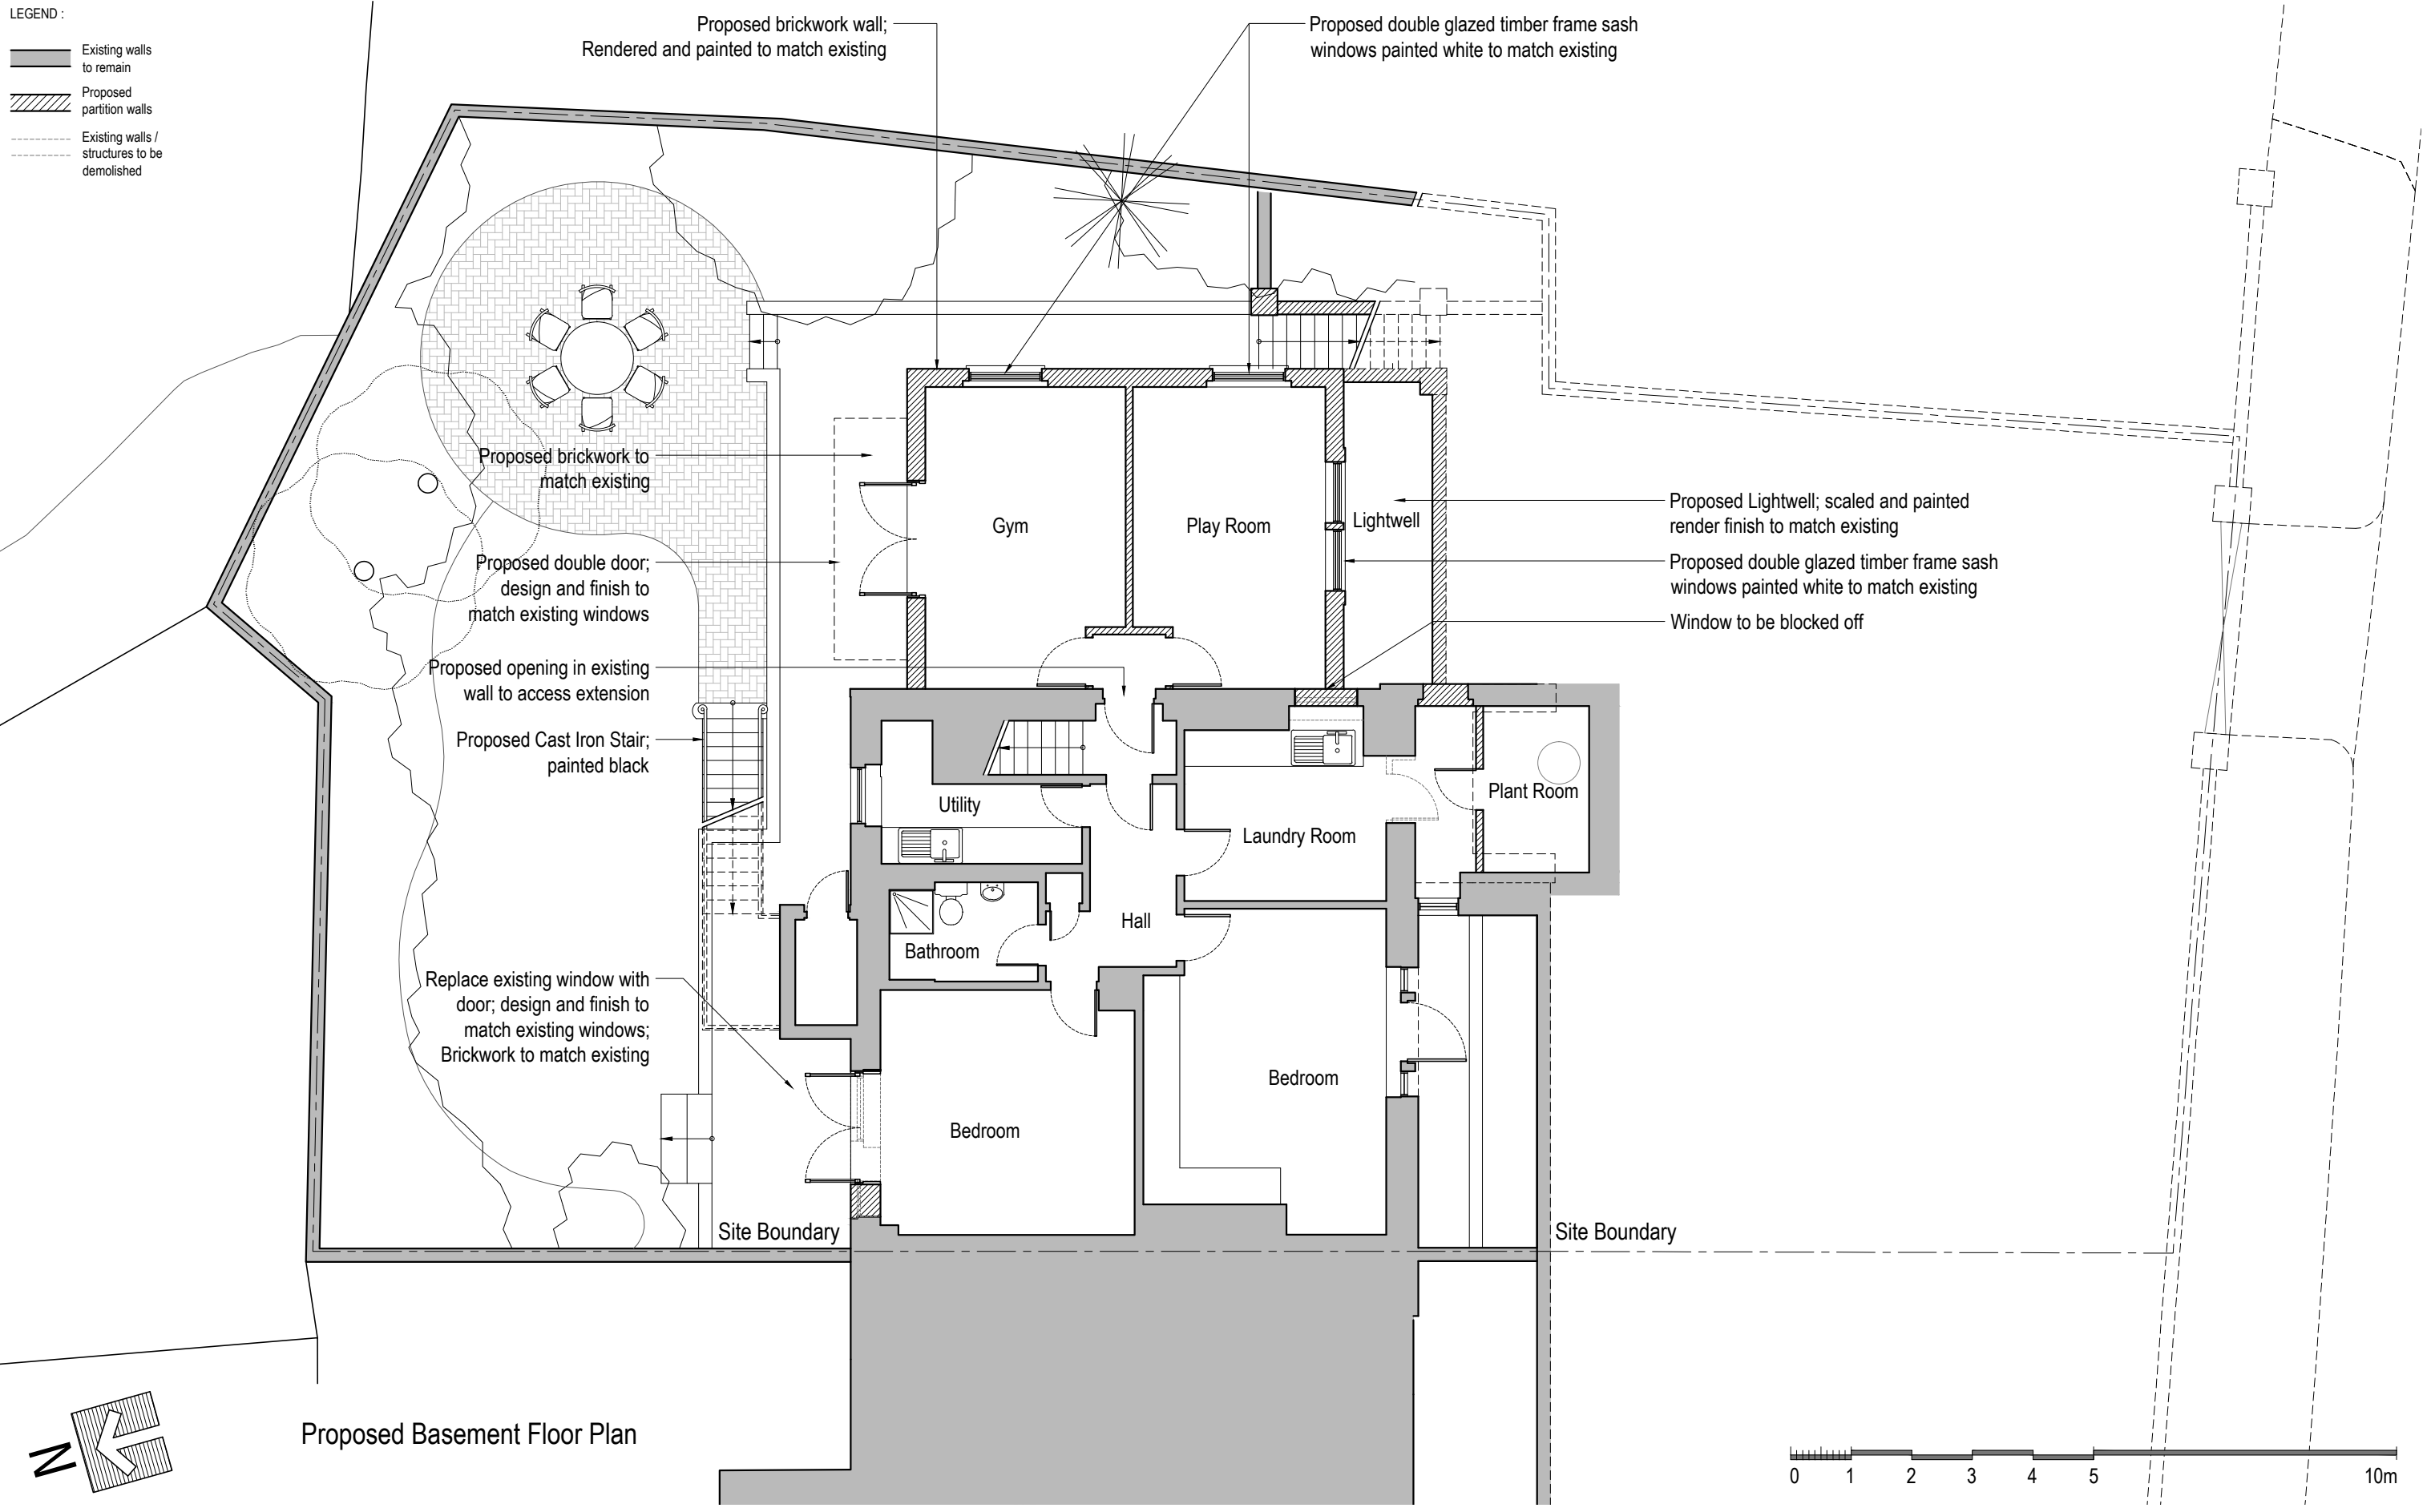 LEGEND :
Existing walls
to remain
Proposed
partition walls
Existing walls /
structures to be
demolished
Proposed brickwork wall;
Rendered and painted to match existing
Proposed double glazed timber frame sash
windows painted white to match existing
Proposed brickwork to
match existing
Gym
Play Room
Lightwell
Proposed Lightwell; scaled and painted
render finish to match existing
Proposed double door;
design and finish to
match existing windows
Proposed double glazed timber frame sash
windows painted white to match existing
Window to be blocked off
Proposed opening in existing
wall to access extension
Proposed Cast Iron Stair;
painted black
Utility
Laundry Room
Plant Room
Hall
Bathroom
Replace existing window with
door; design and finish to
match existing windows;
Brickwork to match existing
Bedroom
Bedroom
Site Boundary
Site Boundary
N
Proposed Basement Floor Plan
0 1 2 3 4 5 10m